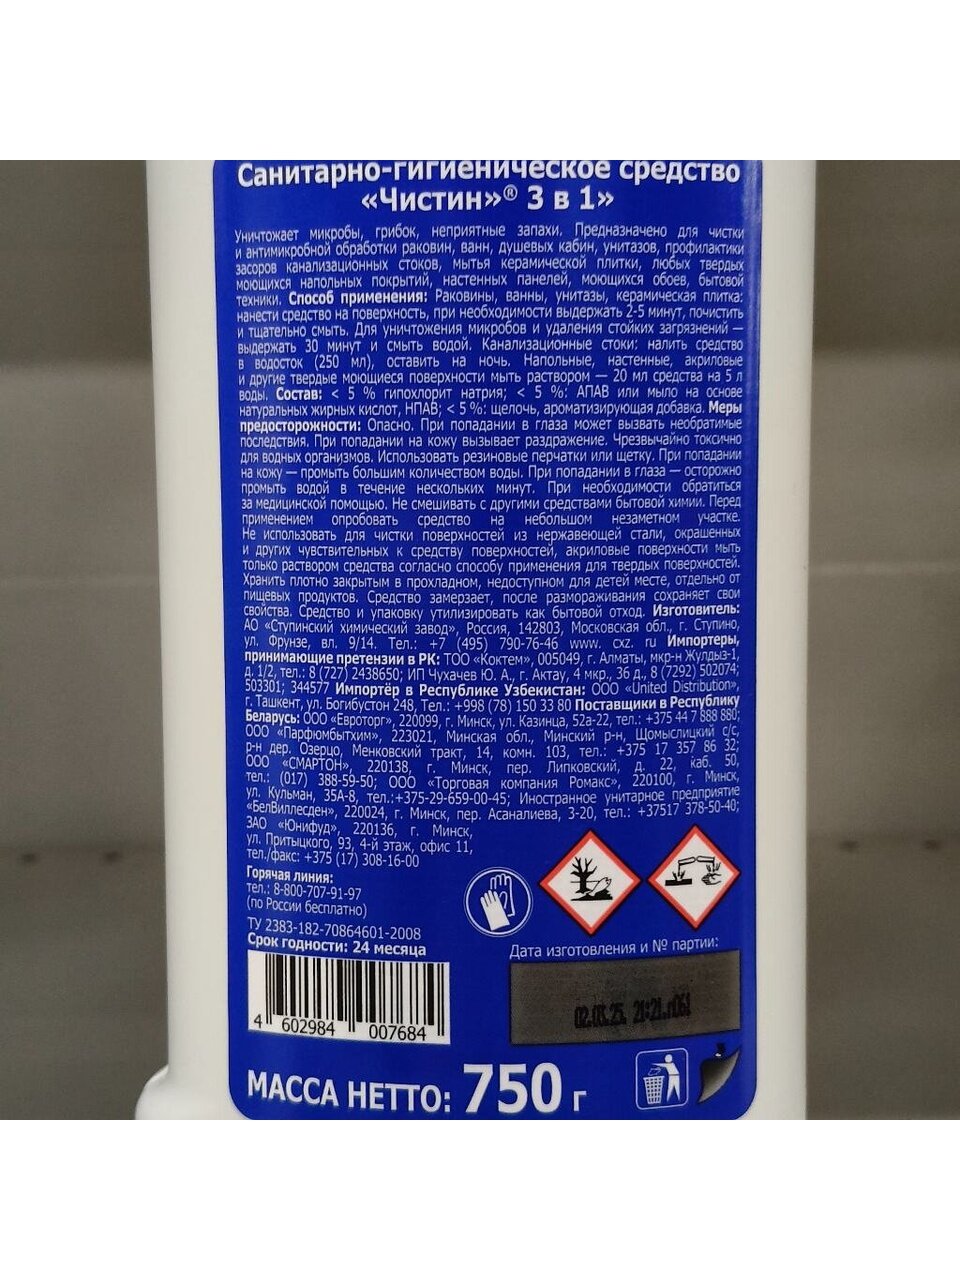 Санитарно-гигиеническое средство
«Чистин»® 3 в 1»
Уничтожает микробы, грибок, неприятные запахи. Предназначено для чистки
и антимикробной обработки раковин, ванн, душевых кабин, унитазов, профилактики
засоров канализационных стоков, мытья керамической плитки, любых твердых
моющихся напольных покрытий, настенных панелей, моющихся обоев, бытовой
техники. Способ применения: Раковины, ванны, унитазы, керамическая плитка:
нанести средство на поверхность, при необходимости выдержать 2-5 минут, почистить
и тщательно смыть. Для уничтожения микробов и удаления стойких загрязнений —
выдержать 30 минут и смыть водой. Канализационные стоки: налить средство
в водосток (250 мл), оставить на ночь. Напольные, настенные, акриловые
и другие твердые моющиеся поверхности мыть раствором — 20 мл средства на 5 л
воды. Состав: < 5 % гипохлорит натрия; < 5 %: АПАВ или мыло на основе
натуральных жирных кислот, НПАВ; < 5 %: щелочь, ароматизирующая добавка. Меры
предосторожности: Опасно. При попадании в глаза может вызвать необратимые
последствия. При попадании на кожу вызывает раздражение. Чрезвычайно токсично
для водных организмов. Использовать резиновые перчатки или щетку. При попадании
на кожу — промыть большим количеством воды. При попадании в глаза — осторожно
промыть водой в течение нескольких минут. При необходимости обратиться
за медицинской помощью. Не смешивать с другими средствами бытовой химии. Перед
применением опробовать средство на небольшом незаметном участке.
Не использовать для чистки поверхностей из нержавеющей стали, окрашенных
и других чувствительных к средству поверхностей, акриловые поверхности мыть
только раствором средства согласно способу применения для твердых поверхностей.
Хранить плотно закрытым в прохладном, недоступном для детей месте, отдельно от
пищевых продуктов. Средство замерзает, после размораживания сохраняет свои
свойства. Средство и упаковку утилизировать как бытовой отход. Изготовитель:
АО «Ступинский химический завод», Россия, 142803, Московская обл., г. Ступино,
ул. Фрунзе, вл. 9/14. Тел.: +7 (495) 790-76-46 www. cxz. ru Импортеры,
принимающие претензии в РК: ТОО «Коктем», 005049, г. Алматы, мкр-н Жулдыз-1,
д. 1/2, тел.: 8 (727) 2438650; ИП Чухачев Ю. А., г. Актау, 4 мкр., 36 д., 8 (7292) 502074;
503301; 344577 Импортёр в Республике Узбекистан: ООО «United Distribution»,
г. Ташкент, ул. Богибустон 248, Тел.: +998 (78) 150 33 80 Поставщики в Республику
Беларусь: ООО «Евроторг», 220099, г. Минск, ул. Казинца, 52а-22, тел.: +375 44 7 888 880;
ООО «Парфюмбытхим», 223021, Минская обл., Минский р-н, Щомыслицкий с/с,
р-н дер. Озерцо, Менковский тракт, 14, комн. 103, тел.: +375 17 357 86 32;
ООО «СМАРТОН», 220138, г. Минск, пер. Липковский, д. 22, каб. 50,
тел.: (017) 388-59-50; ООО «Торговая компания Ромакс», 220100, г. Минск,
ул. Кульман, 35А-8, тел.:+375-29-659-00-45; Иностранное унитарное предприятие
«БелВиллесден», 220024, г. Минск, пер. Асаналиева, 3-20, тел.: +37517 378-50-40;
ЗАО «Юнифуд», 220136, г. Минск,
ул. Притыцкого, 93, 4-й этаж, офис 11,
тел./факс: +375 (17) 308-16-00
Горячая линия:
тел.: 8-800-707-91-97
(по России бесплатно)
ТУ 2383-182-70864601-2008
Срок годности: 24 месяца
Дата изготовления и № партии:
4 602984 007684
МАССА НЕТТО: 750 г